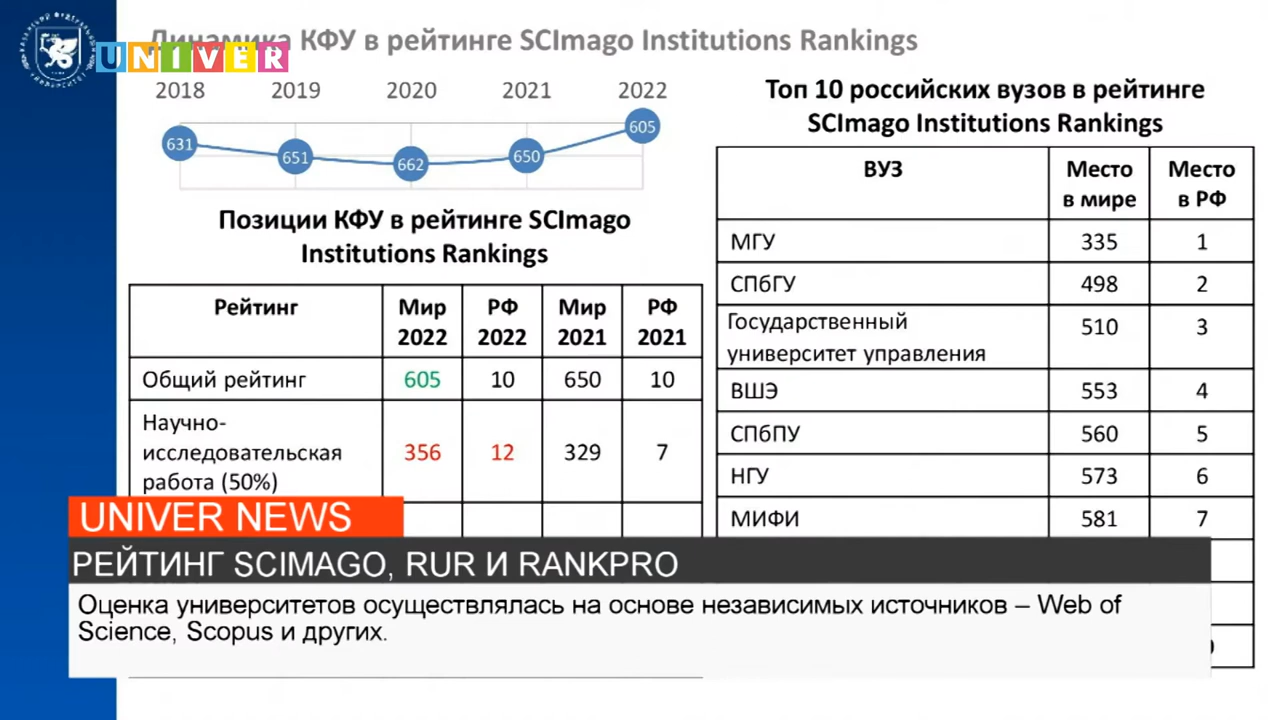 Динамика КФУ в рейтинге SCImago Institutions Rankings
UNIVER
2018 2019 2020 2021 2022
631 651 662 650 605
Позиции КФУ в рейтинге SCImago
Institutions Rankings
Рейтинг Мир 2022 РФ 2022 Мир 2021 РФ 2021
Общий рейтинг 605 10 650 10
Научно-
исследовательская 356 12 329 7
работа (50%)
Топ 10 российских вузов в рейтинге
SCImago Institutions Rankings
ВУЗ Место в мире Место в РФ
МГУ 335 1
СПбГУ 498 2
Государственный
университет управления 510 3
ВШЭ 553 4
СПбПУ 560 5
НГУ 573 6
МИФИ 581 7
UNIVER NEWS
РЕЙТИНГ SCIMAGO, RUR И RANKPRO
Оценка университетов осуществлялась на основе независимых источников – Web of
Science, Scopus и других.